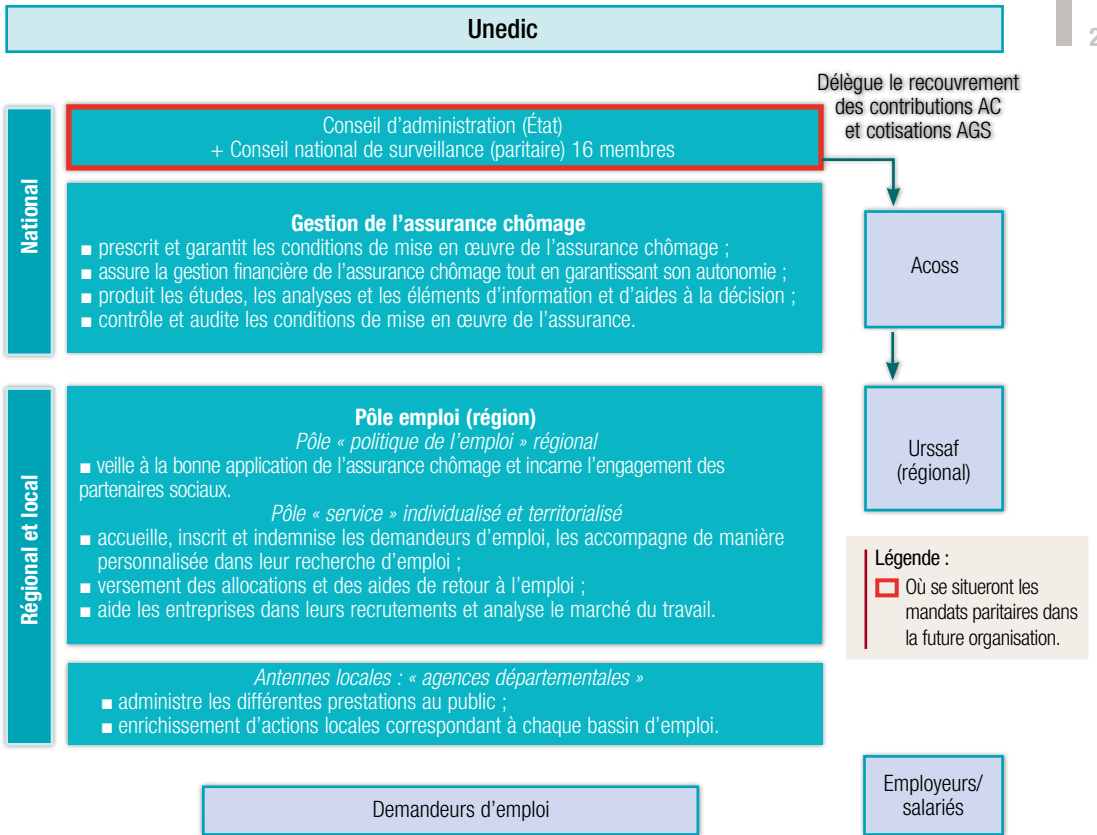 Unedic
2
Délègue le recouvrement
des contributions AC
et cotisations AGS
National
Conseil d'administration (État)
+ Conseil national de surveillance (paritaire) 16 membres
Gestion de l'assurance chômage
■ prescrit et garantit les conditions de mise en œuvre de l'assurance chômage ;
■ assure la gestion financière de l'assurance chômage tout en garantissant son autonomie ;
■ produit les études, les analyses et les éléments d'information et d'aides à la décision ;
■ contrôle et audite les conditions de mise en œuvre de l'assurance.
Acoss
Régional et local
Pôle emploi (région)
Pôle « politique de l'emploi » régional
■ veille à la bonne application de l'assurance chômage et incarne l'engagement des
partenaires sociaux.
Pôle « service » individualisé et territorialisé
■ accueille, inscrit et indemnise les demandeurs d'emploi, les accompagne de manière
personnalisée dans leur recherche d'emploi ;
■ versement des allocations et des aides de retour à l'emploi ;
■ aide les entreprises dans leurs recrutements et analyse le marché du travail.
Urssaf
(régional)
Légende :
Où se situeront les
mandats paritaires dans
la future organisation.
Antennes locales : « agences départementales »
■ administre les différentes prestations au public ;
■ enrichissement d'actions locales correspondant à chaque bassin d'emploi.
Demandeurs d'emploi
Employeurs/
salariés